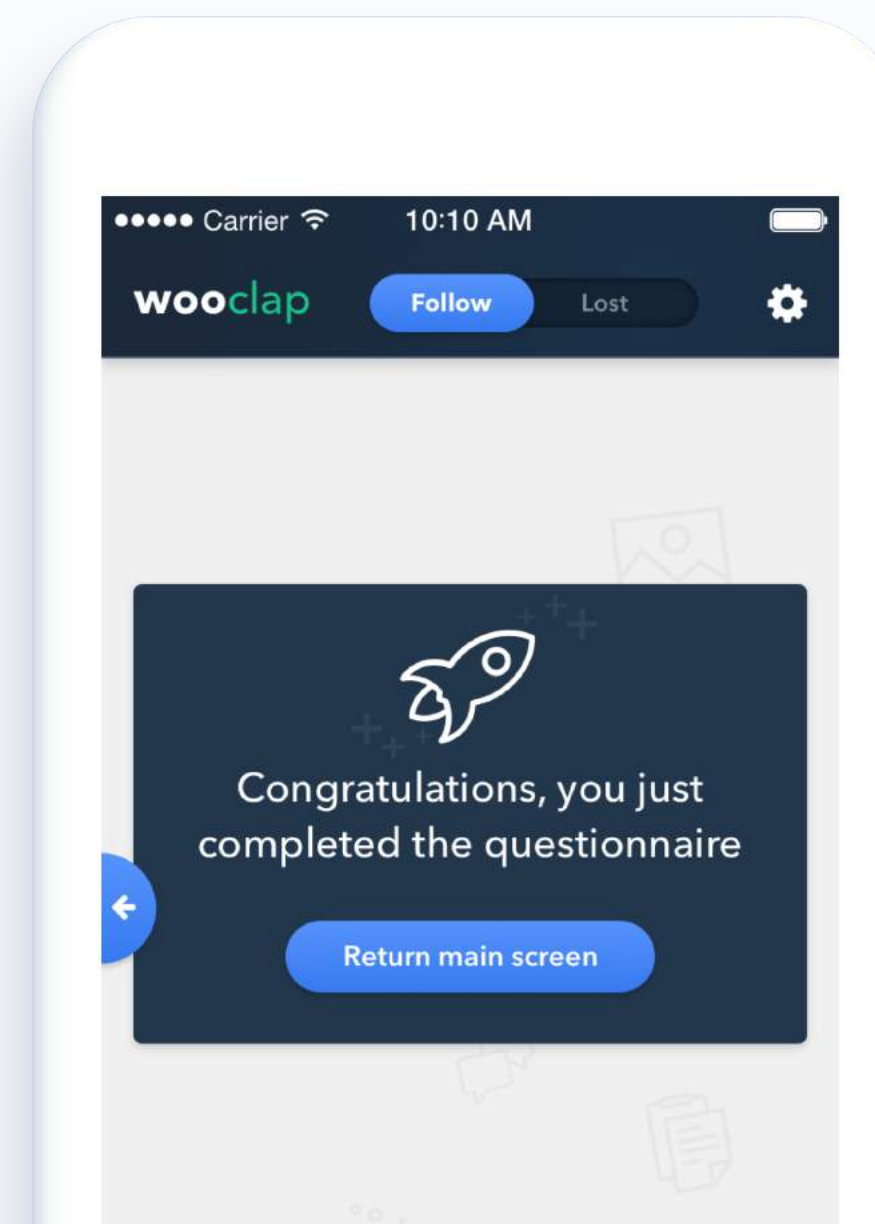 Carrier 10:10 AM
wooclap Follow Lost
Congratulations, you just
completed the questionnaire
Return main screen